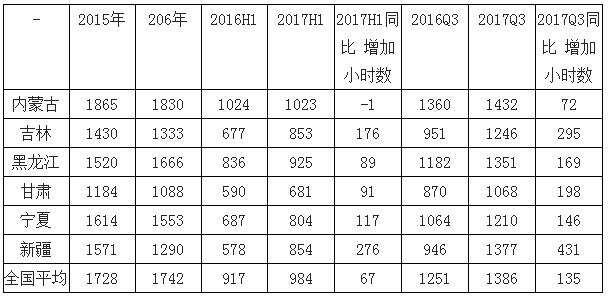 - 2015年 206年 2016H1 2017H1 2017H1同比 增加小时数 2016Q3 2017Q3 2017Q3同比 增加小时数
内蒙古 1865 1830 1024 1023 -1 1360 1432 72
吉林 1430 1333 677 853 176 951 1246 295
黑龙江 1520 1666 836 925 89 1182 1351 169
甘肃 1184 1088 590 681 91 870 1068 198
宁夏 1614 1553 687 804 117 1064 1210 146
新疆 1571 1290 578 854 276 946 1377 431
全国平均 1728 1742 917 984 67 1251 1386 135